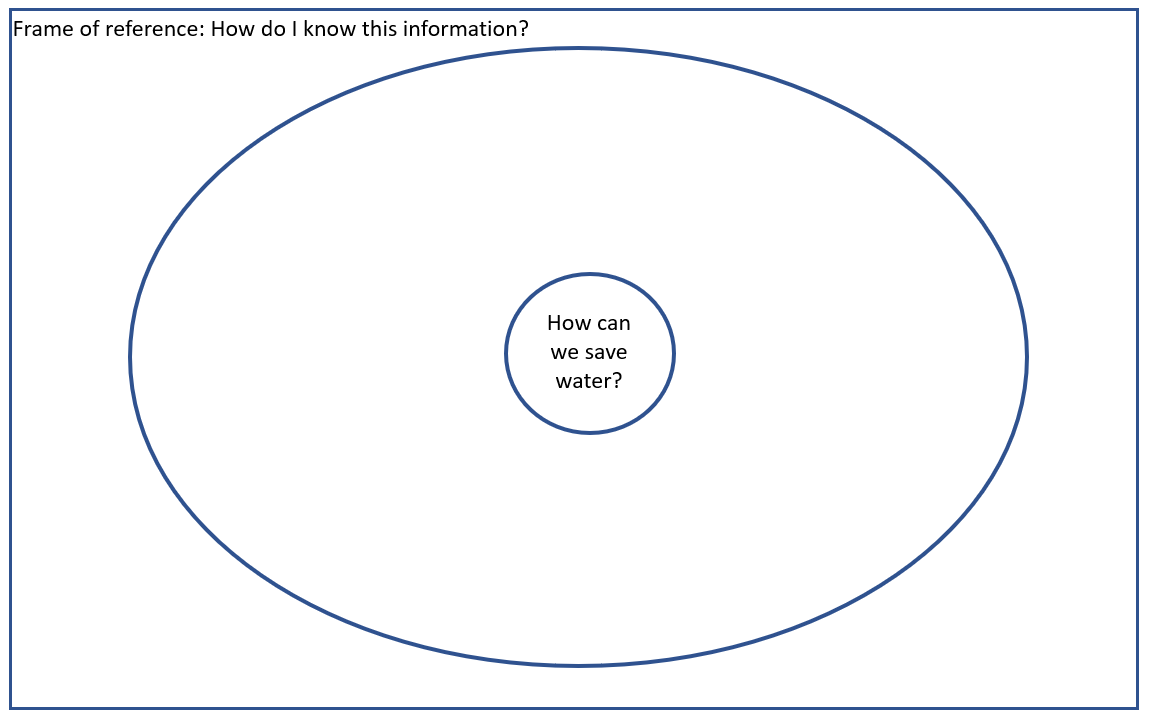 Frame of reference: How do I know this information?
How can
we save
water?